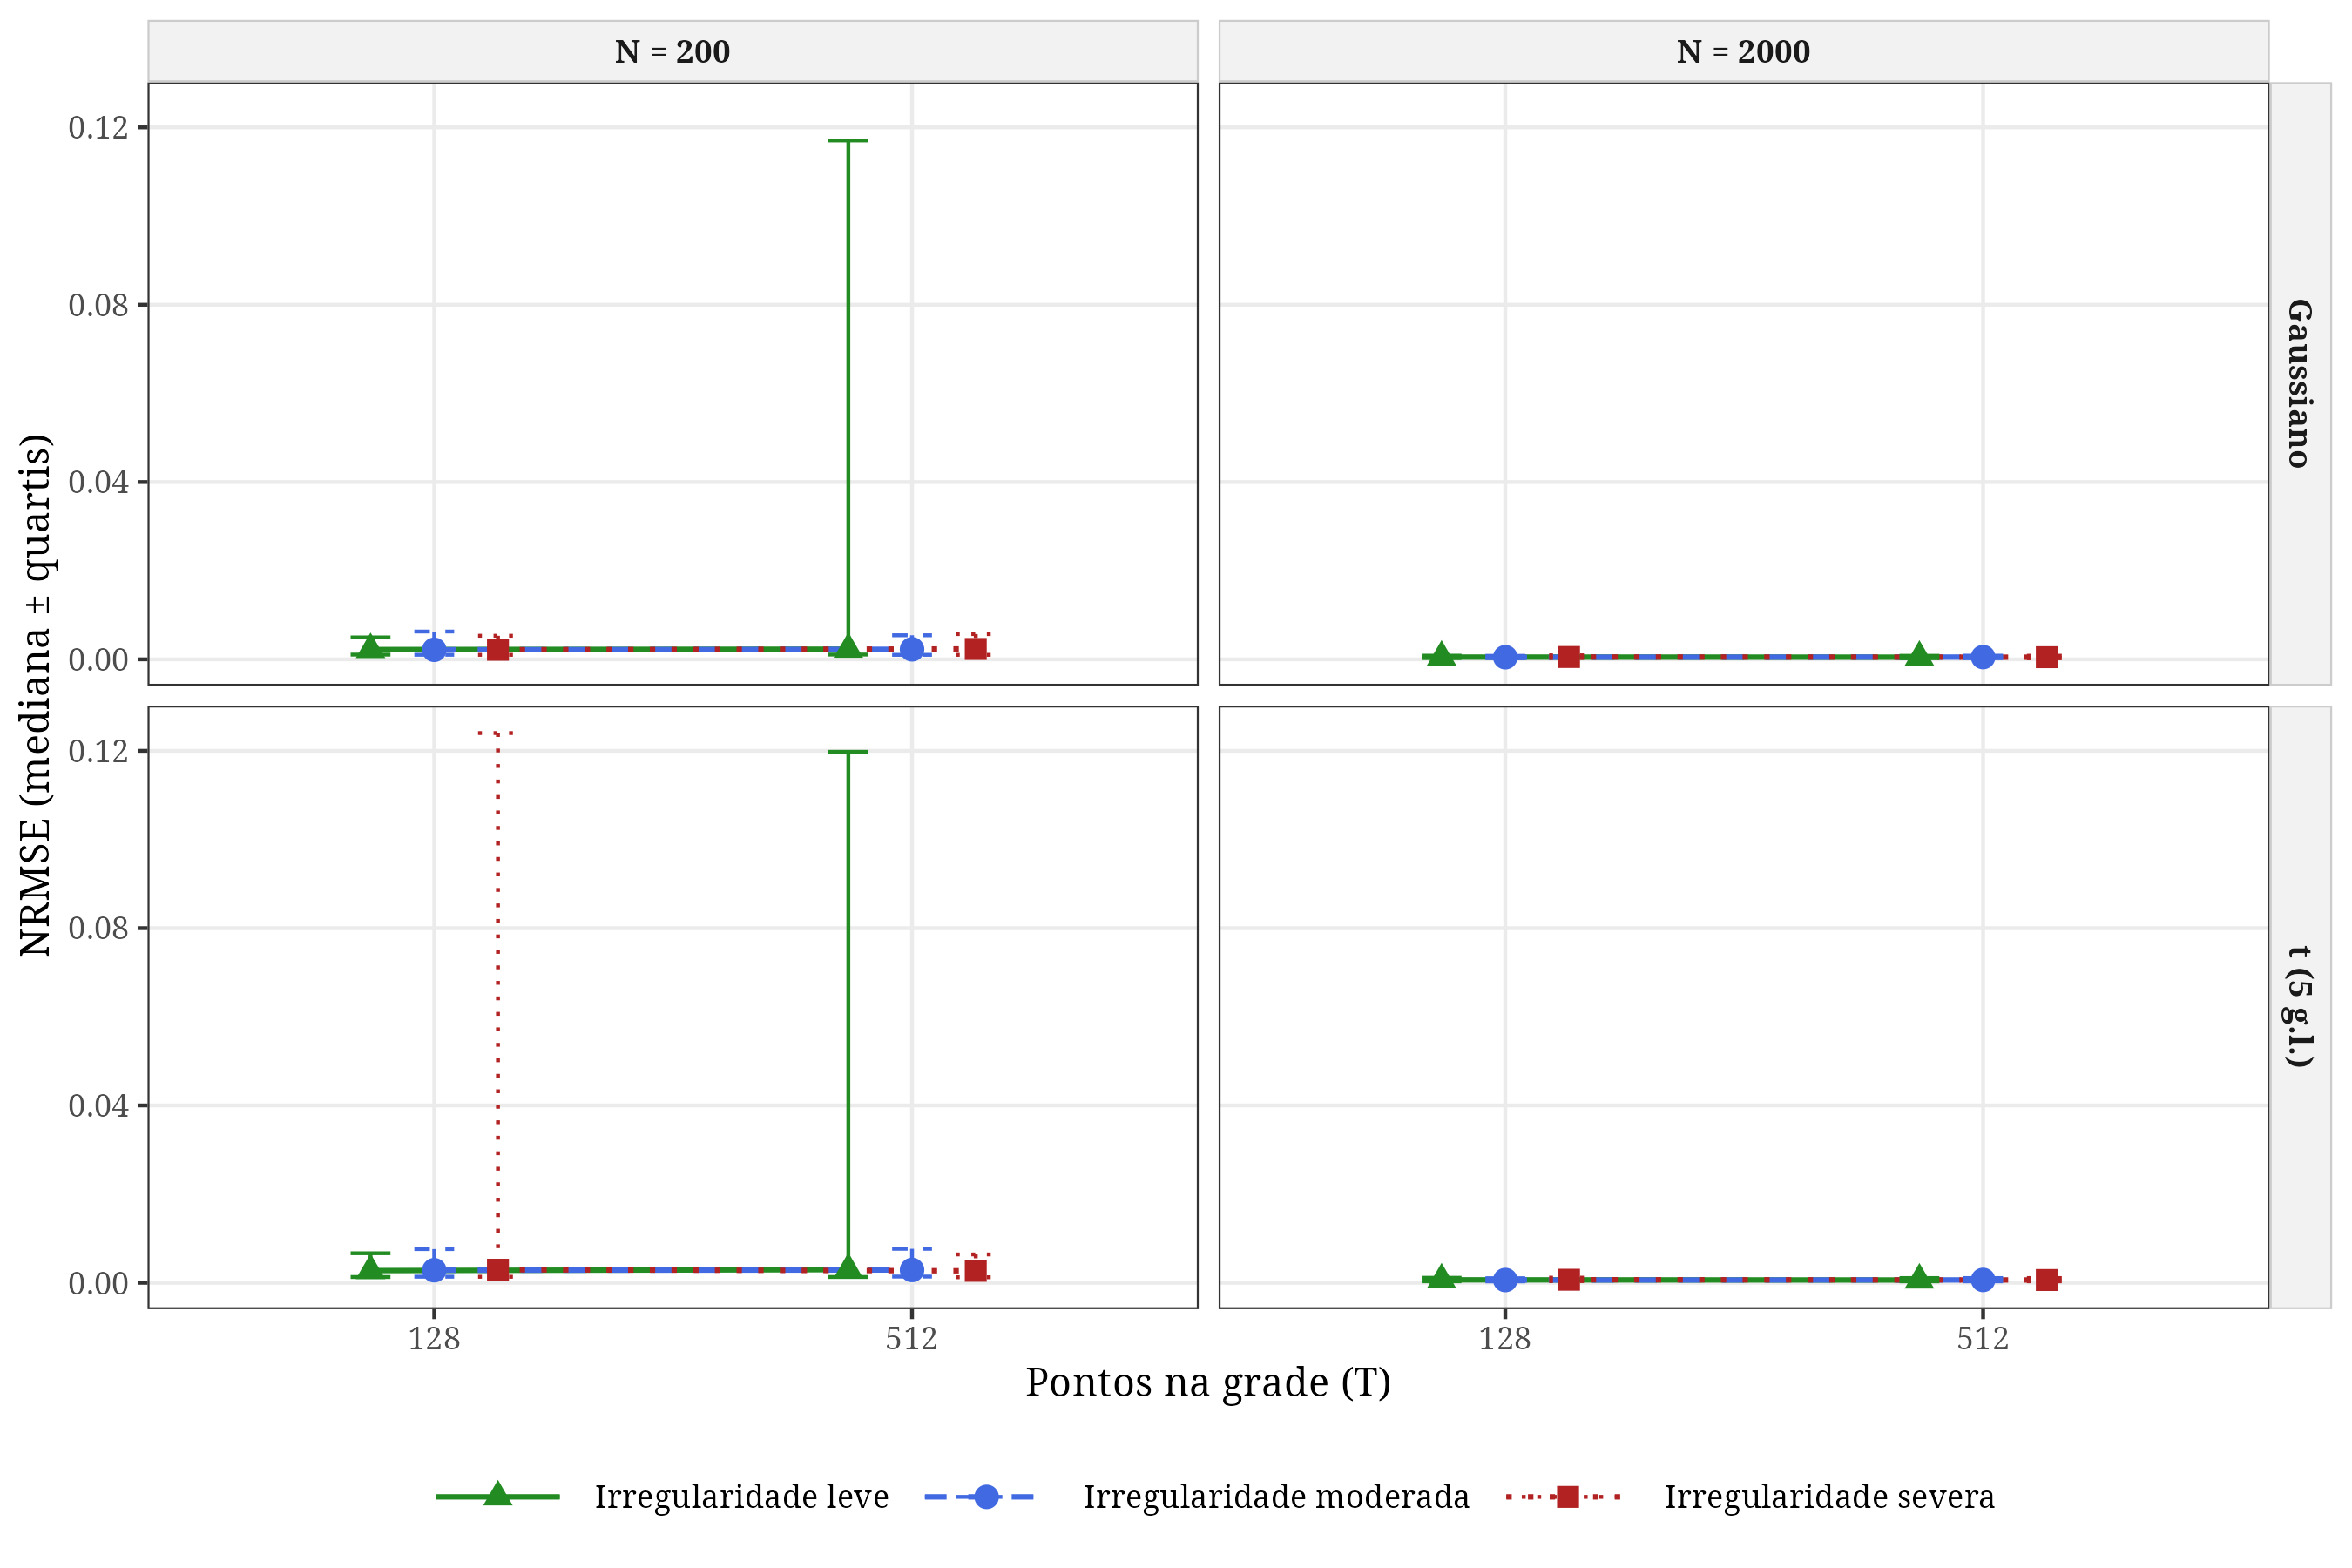 N = 200
N = 2000
NRMSE (mediana ± quartis)
0.12
0.08
0.04
0.00
Gaussiano
0.12
0.08
0.04
0.00
t (5 g.l.)
128
512
128
512
Pontos na grade (T)
Irregularidade leve
Irregularidade moderada
Irregularidade severa